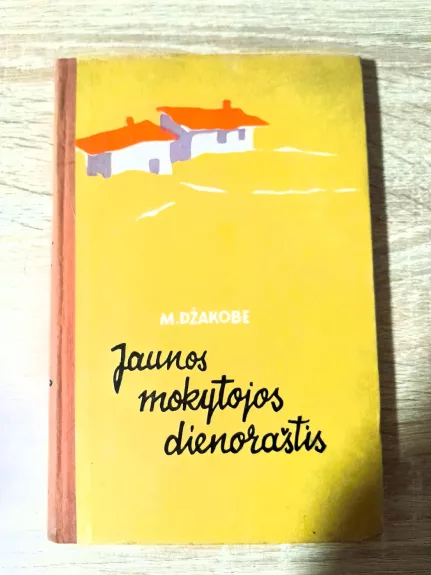 M.DŽAKOBE
Jaunos
mokytojos
dienoraštis